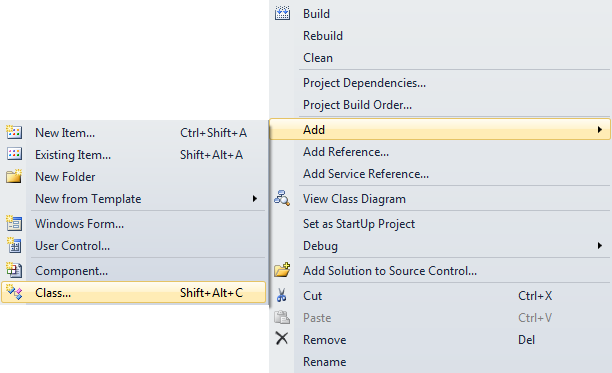 Build
Rebuild
Clean
Project Dependencies...
Project Build Order...
Add
Add Reference...
Add Service Reference...
View Class Diagram
Set as StartUp Project
Debug
Add Solution to Source Control...
Cut Ctrl+X
Paste Ctrl+V
Remove Del
Rename
New Item... Ctrl+Shift+A
Existing Item... Shift+Alt+A
New Folder
New from Template
Windows Form...
User Control...
Component...
Class... Shift+Alt+C